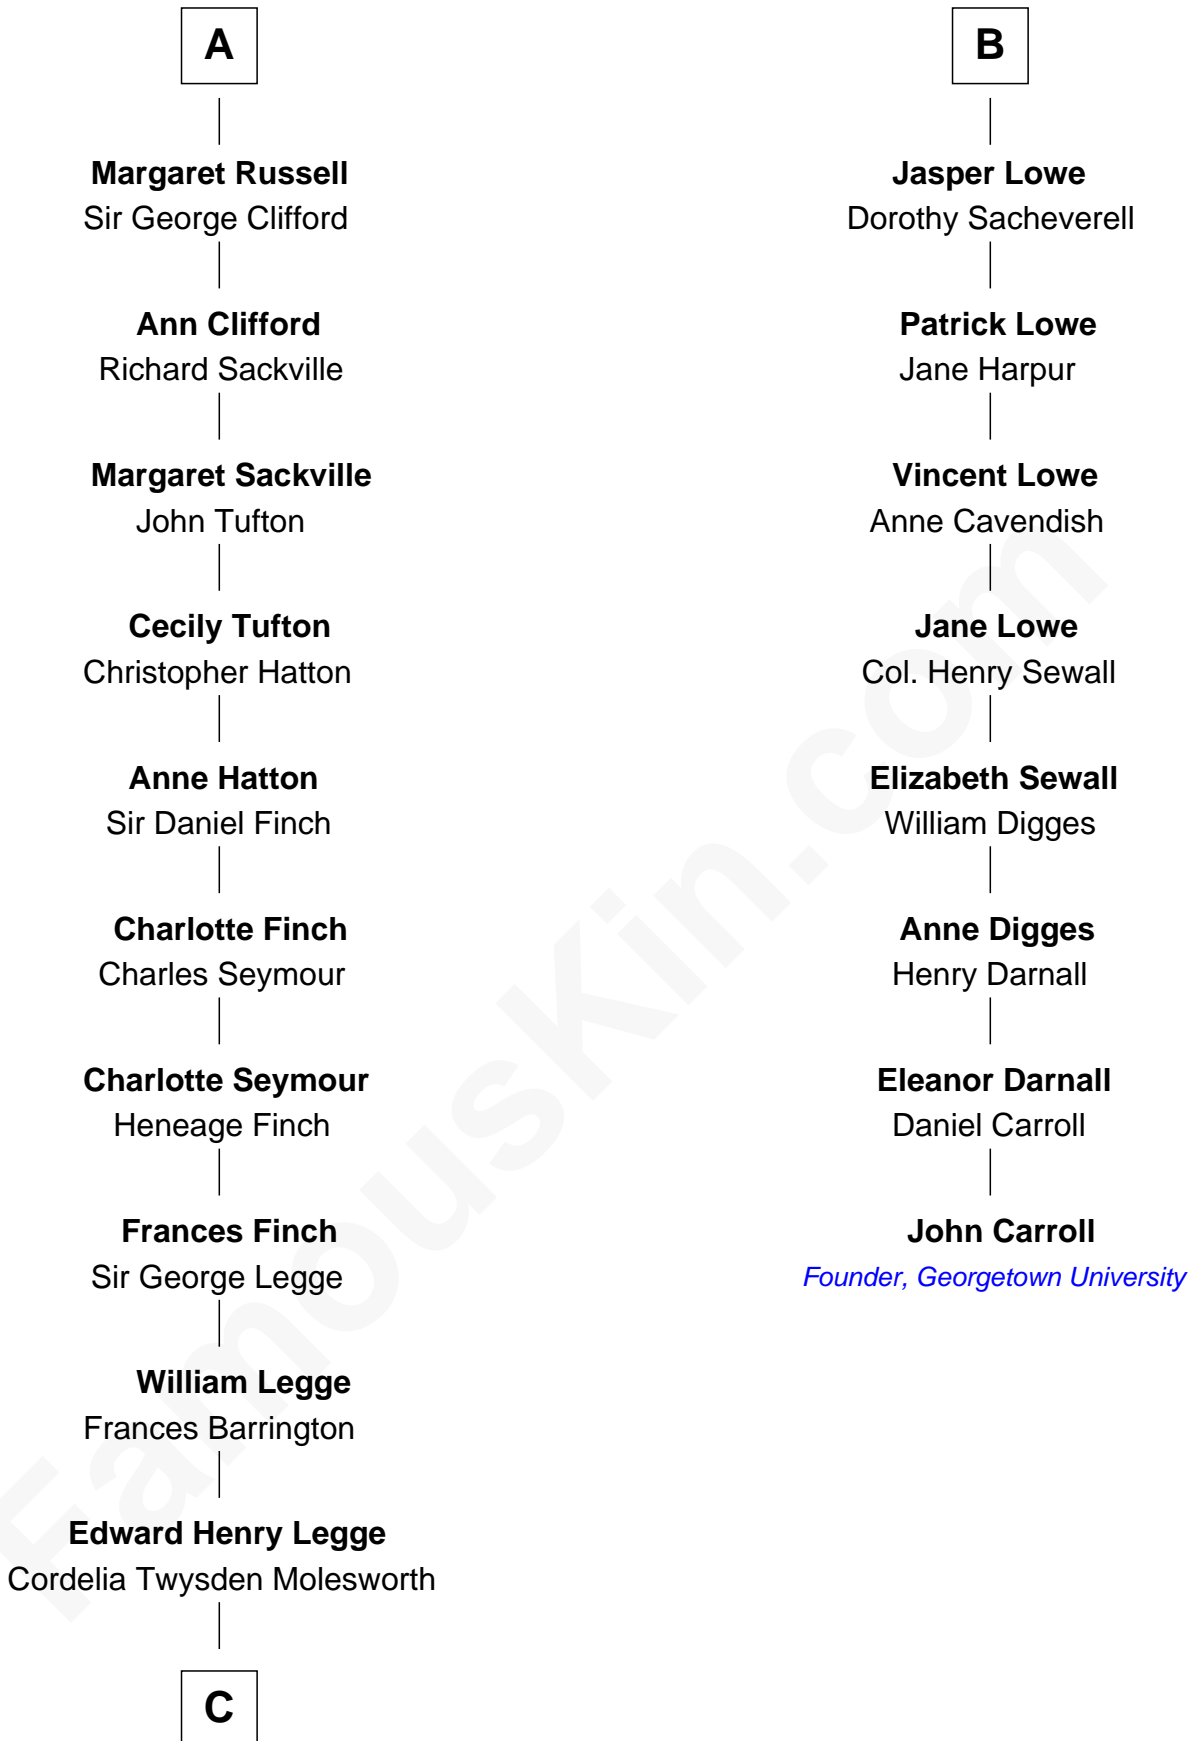 A
Margaret Russell
Sir George Clifford
Ann Clifford
Richard Sackville
Margaret Sackville
John Tufton
Cecily Tufton
Christopher Hatton
Anne Hatton
Sir Daniel Finch
Charlotte Finch
Charles Seymour
Charlotte Seymour
Heneage Finch
Frances Finch
Sir George Legge
William Legge
Frances Barrington
Edward Henry Legge
Cordelia Twysden Molesworth
C
B
Jasper Lowe
Dorothy Sacheverell
Patrick Lowe
Jane Harpur
Vincent Lowe
Anne Cavendish
Jane Lowe
Col. Henry Sewall
Elizabeth Sewall
William Digges
Anne Digges
Henry Darnall
Eleanor Darnall
Daniel Carroll
John Carroll
Founder, Georgetown University
FamousKin.com